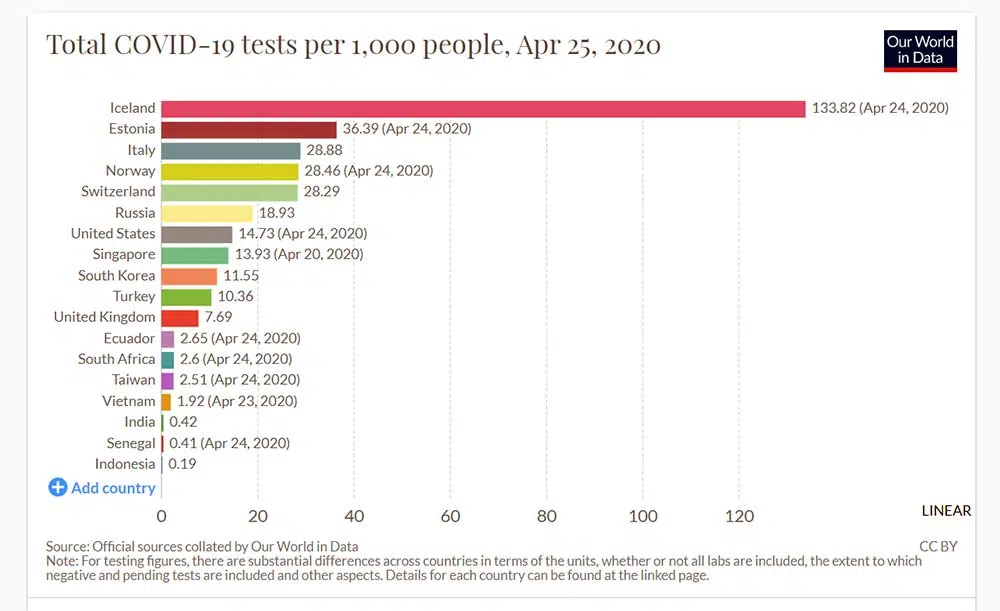 Total COVID-19 tests per 1,000 people, Apr 25, 2020
Our World
in Data
Iceland 133.82 (Apr 24, 2020)
Estonia 36.39 (Apr 24, 2020)
Italy 28.88
Norway 28.46 (Apr 24, 2020)
Switzerland 28.29
Russia 18.93
United States 14.73 (Apr 24, 2020)
Singapore 13.93 (Apr 20, 2020)
South Korea 11.55
Turkey 10.36
United Kingdom 7.69
Ecuador 2.65 (Apr 24, 2020)
South Africa 2.6 (Apr 24, 2020)
Taiwan 2.51 (Apr 24, 2020)
Vietnam 1.92 (Apr 23, 2020)
India 0.42
Senegal 0.41 (Apr 24, 2020)
Indonesia 0.19
Add country
0 20 40 60 80 100 120
LINEAR
Source: Official sources collated by Our World in Data
CC BY
Note: For testing figures, there are substantial differences across countries in terms of the units, whether or not all labs are included, the extent to which
negative and pending tests are included and other aspects. Details for each country can be found at the linked page.